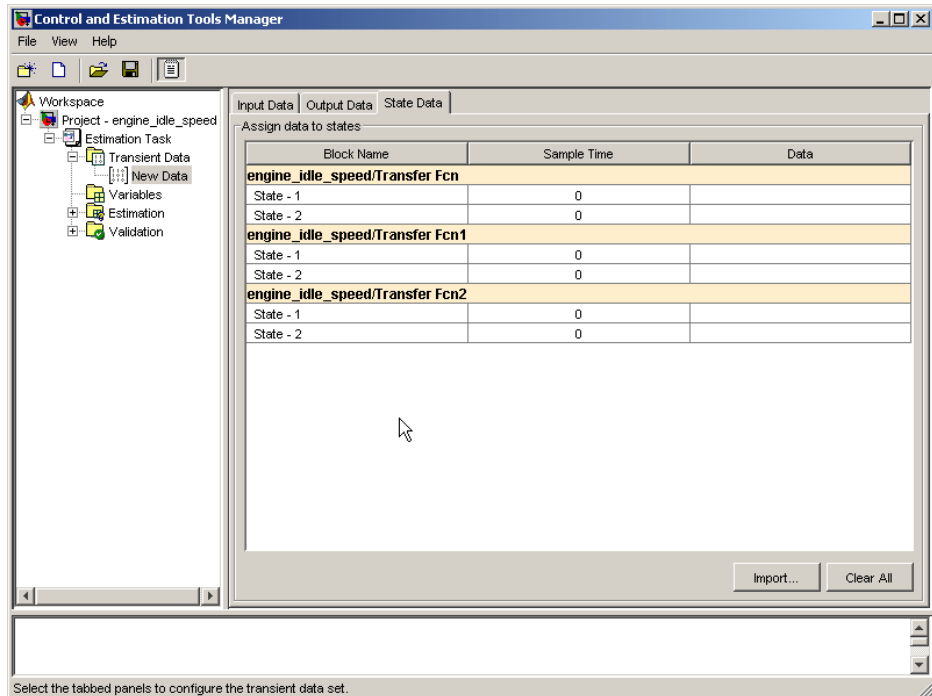 Control and Estimation Tools Manager
File View Help
Workspace
Project - engine_idle_speed
Estimation Task
Transient Data
New Data
Variables
Estimation
Validation
Input Data Output Data State Data
Assign data to states
Block Name Sample Time Data
engine_idle_speed/Transfer Fcn
State - 1 0
State - 2 0
engine_idle_speed/Transfer Fcn1
State - 1 0
State - 2 0
engine_idle_speed/Transfer Fcn2
State - 1 0
State - 2 0
Import... Clear All
Select the tabbed panels to configure the transient data set.